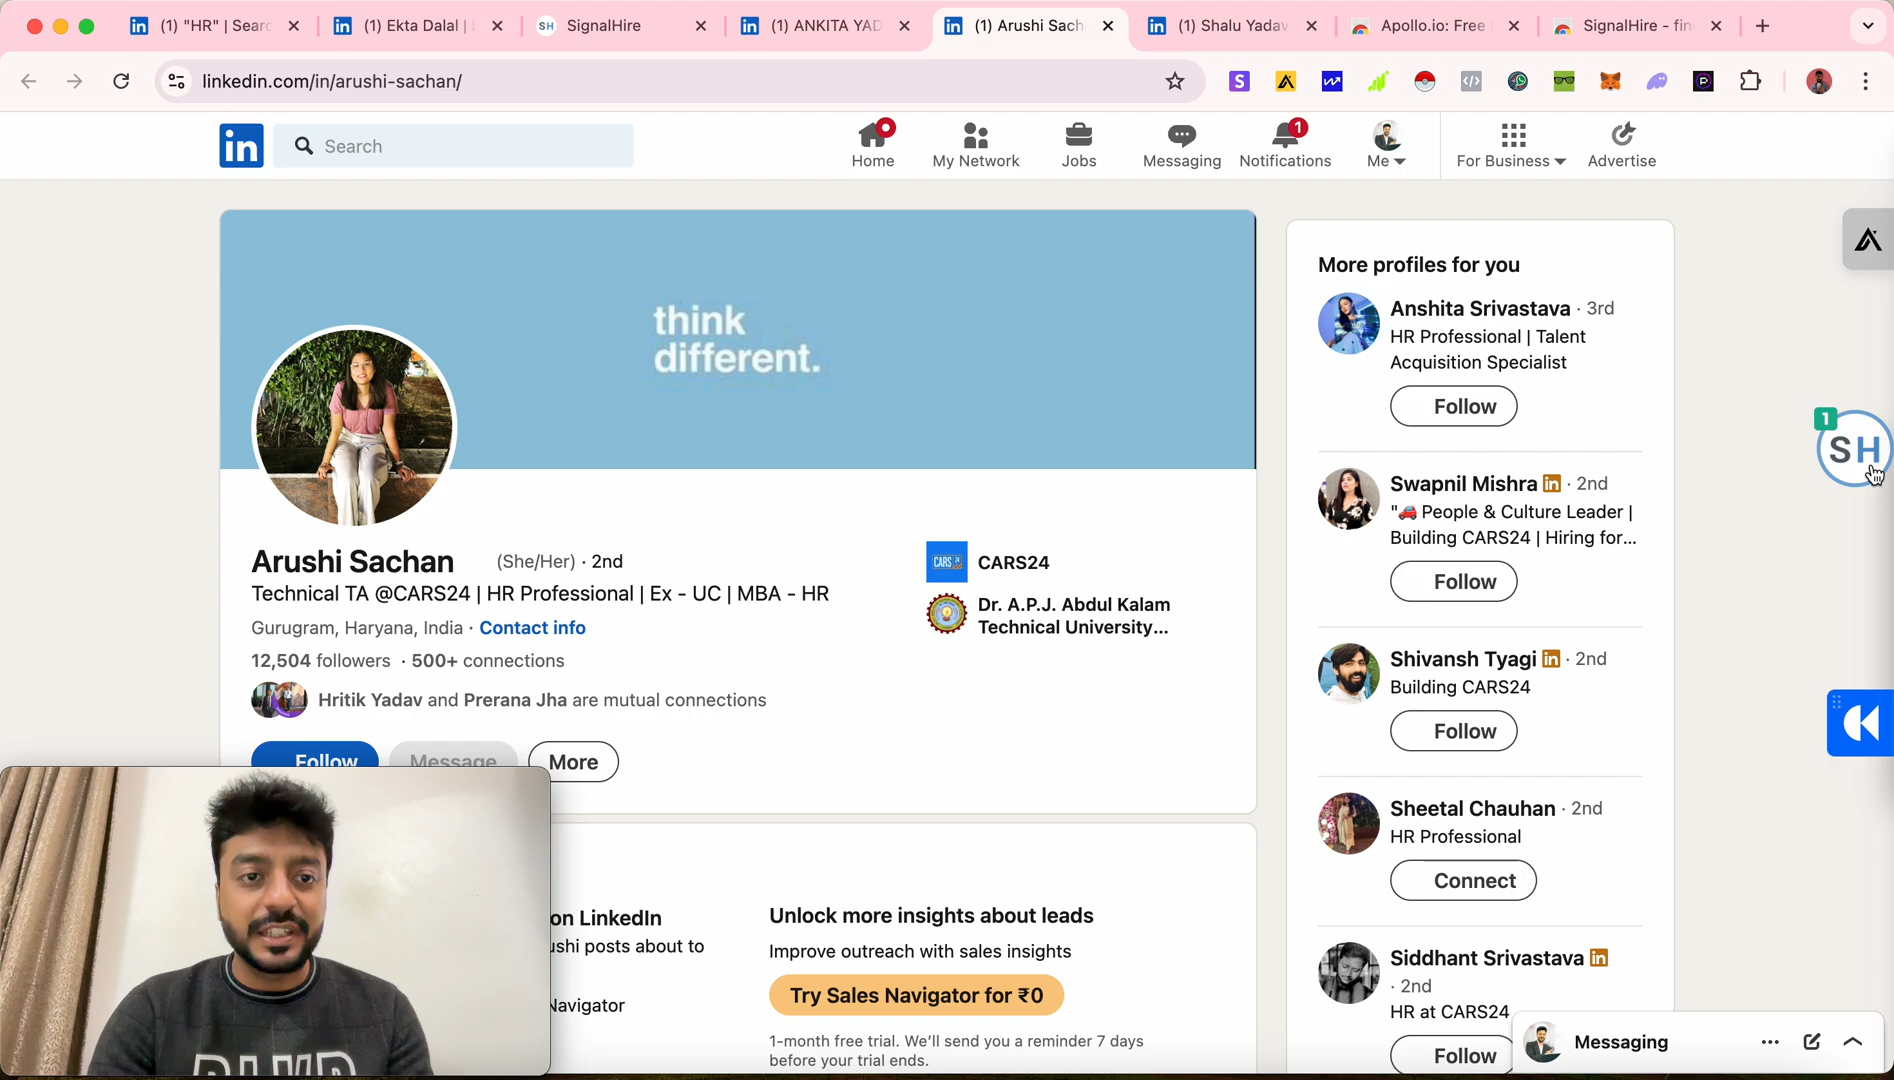 (1) "HR" | Searc
(1) Ekta Dalal |
SH SignalHire
(1) ANKITA YAD
(1) Arushi Sach
(1) Shalu Yadav
Apollo.io: Free
SignalHire - fin
linkedin.com/in/arushi-sachan/
in
Search
Home
My Network
Jobs
Messaging
1
Notifications
Me
For Business
Advertise
think
different.
Arushi Sachan (She/Her) · 2nd
Technical TA @CARS24 | HR Professional | Ex - UC | MBA - HR
Gurugram, Haryana, India · Contact info
12,504 followers · 500+ connections
Hritik Yadav and Prerana Jha are mutual connections
CARS24
Dr. A.P.J. Abdul Kalam
Technical University...
Follow
Message
More
on LinkedIn
ushi posts about to
Navigator
Unlock more insights about leads
Improve outreach with sales insights
Try Sales Navigator for ₹0
1-month free trial. We'll send you a reminder 7 days
before your trial ends.
More profiles for you
Anshita Srivastava · 3rd
HR Professional | Talent
Acquisition Specialist
Follow
Swapnil Mishra in · 2nd
"🚗 People & Culture Leader |
Building CARS24 | Hiring for...
Follow
Shivansh Tyagi in · 2nd
Building CARS24
Follow
Sheetal Chauhan · 2nd
HR Professional
Connect
Siddhant Srivastava in
· 2nd
HR at CARS24
Follow
1
SH
Messaging